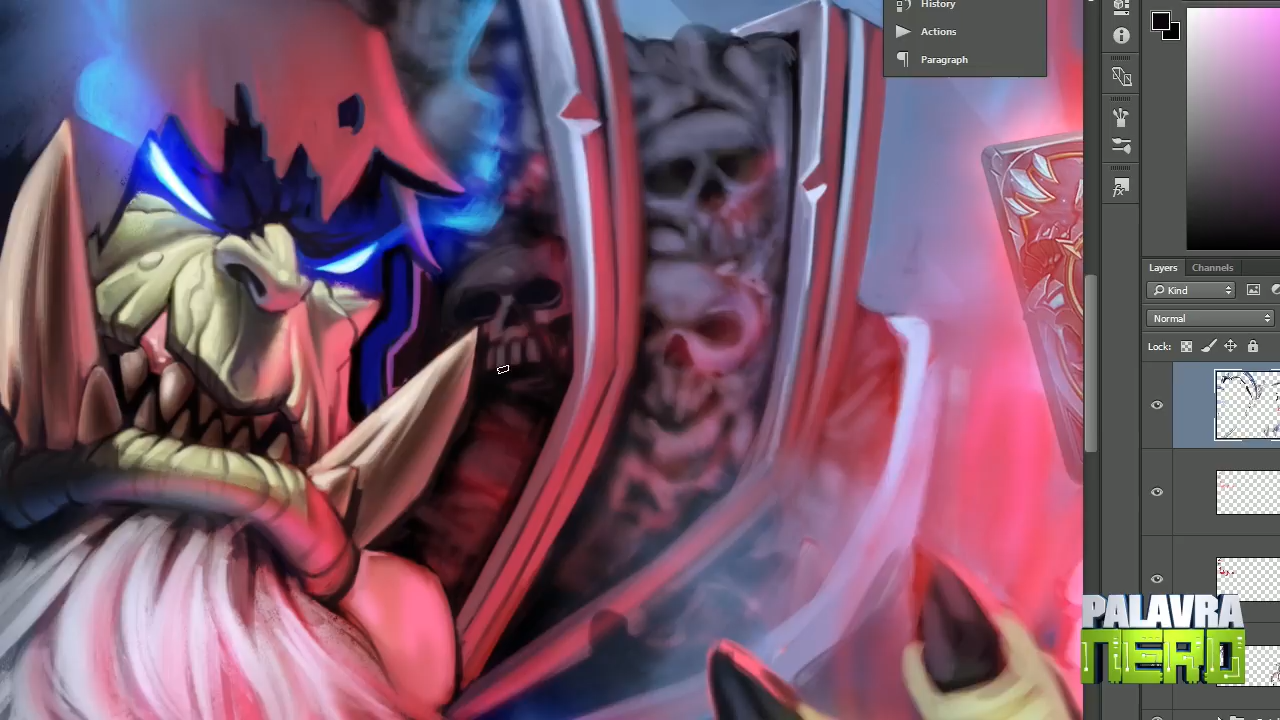 History
Actions
Paragraph
Layers Channels
Kind
Normal
Lock:
PALAVRA
NERD